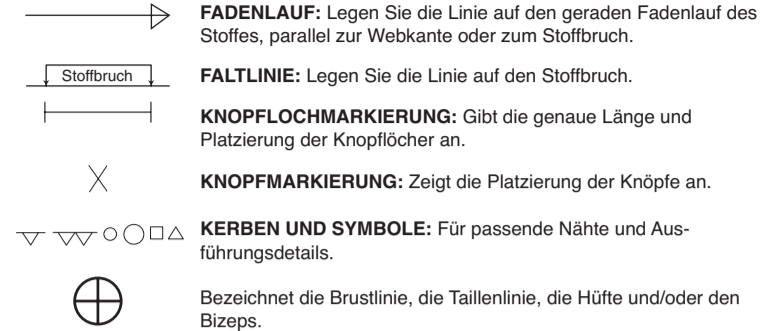 FADENLAUF: Legen Sie die Linie auf den geraden Fadenlauf des
Stoffes, parallel zur Webkante oder zum Stoffbruch.
Stoffbruch
FALTLINIE: Legen Sie die Linie auf den Stoffbruch.
KNOPFLOCHMARKIERUNG: Gibt die genaue Länge und
Platzierung der Knopflöcher an.
KNOPFMARKIERUNG: Zeigt die Platzierung der Knöpfe an.
KERBEN UND SYMBOLE: Für passende Nähte und Aus-
führungsdetails.
Bezeichnet die Brustlinie, die Taillenlinie, die Hüfte und/oder den
Bizeps.